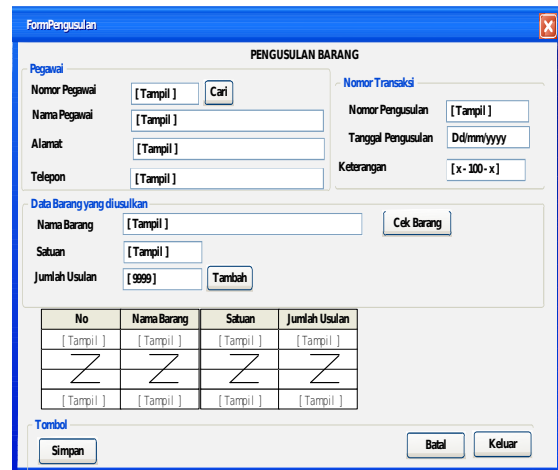 FormPengusulan
PENGUSULAN BARANG
Pegawai
Nomor Pegawai [ Tampil ] Cari
Nama Pegawai [ Tampil ]
Alamat [ Tampil ]
Telepon [ Tampil ]
Nomor Transaksi
Nomor Pengusulan [ Tampil ]
Tanggal Pengusulan Dd/mm/yyyy
Keterangan [ x - 100 - x ]
Data Barang yang diusulkan
Nama Barang [ Tampil ] Cek Barang
Satuan [ Tampil ]
Jumlah Usulan [ 9999 ] Tambah
No Nama Barang Satuan Jumlah Usulan
[ Tampil ] [ Tampil ] [ Tampil ] [ Tampil ]
[ Tampil ] [ Tampil ] [ Tampil ] [ Tampil ]
Tombol
Simpan Batal Keluar